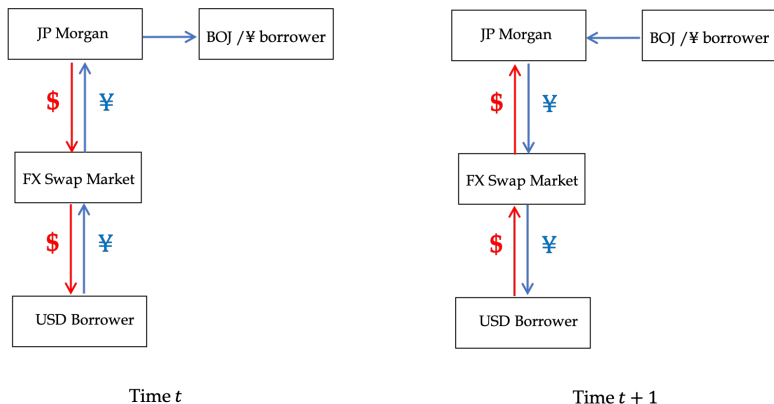 JP Morgan
BOJ /¥ borrower
$ ¥
FX Swap Market
$ ¥
USD Borrower
Time t
JP Morgan
BOJ /¥ borrower
$ ¥
FX Swap Market
$ ¥
USD Borrower
Time t + 1